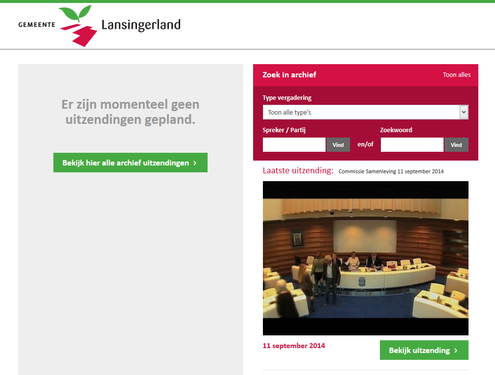 GEMEENTE Lansingerland
Er zijn momenteel geen
uitzendingen gepland.
Bekijk hier alle archief uitzendingen >
Zoek in archief Toon alles
Type vergadering
Toon alle type's
Spreker / Partij Zoekwoord
Vind en/of Vind
Laatste uitzending: Commissie Samenleving 11 september 2014
11 september 2014 Bekijk uitzending >